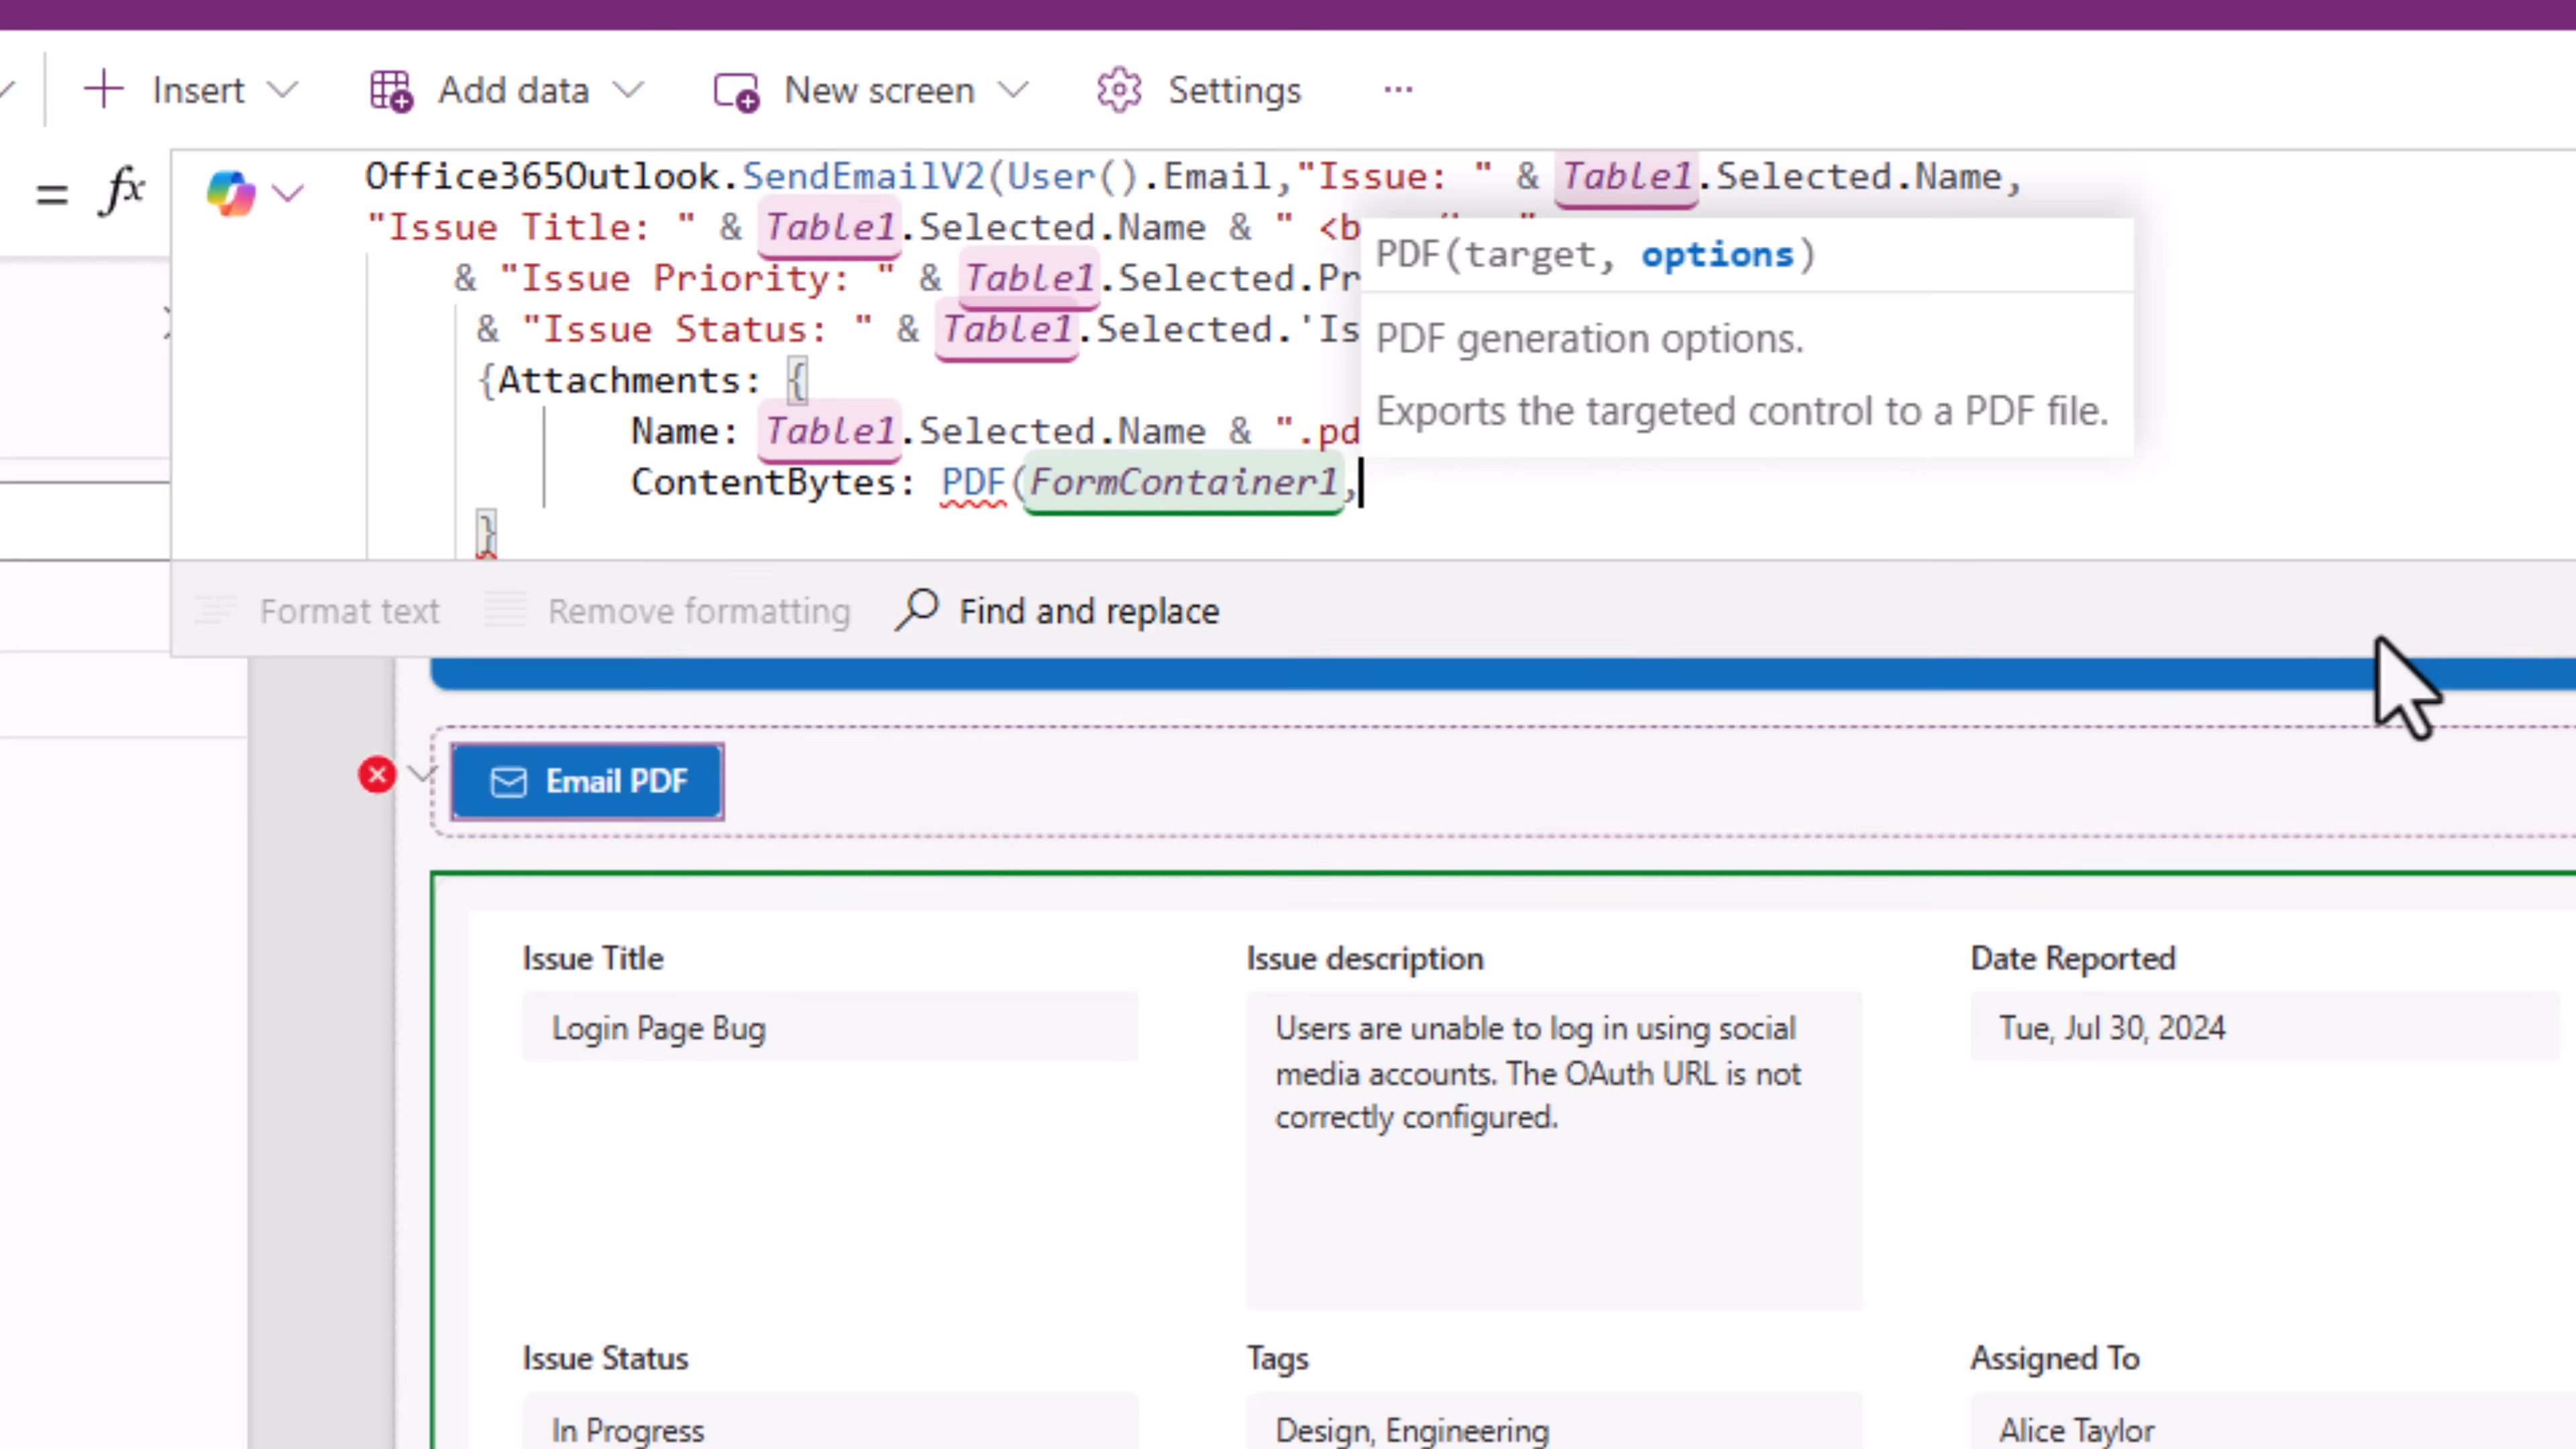 Insert Add data New screen Settings ...
= fx
Office365Outlook.SendEmailV2(User().Email,"Issue: " & Table1.Selected.Name,
"Issue Title: " & Table1.Selected.Name & " <b
& "Issue Priority: " & Table1.Selected.Pr
& "Issue Status: " & Table1.Selected.'Is
{Attachments: {
Name: Table1.Selected.Name & ".pd
ContentBytes: PDF(FormContainer1,
}
PDF(target, options)
PDF generation options.
Exports the targeted control to a PDF file.
Format text Remove formatting Find and replace
Email PDF
Issue Title Issue description Date Reported
Login Page Bug Users are unable to log in using social Tue, Jul 30, 2024
media accounts. The OAuth URL is not
correctly configured.
Issue Status Tags Assigned To
In Progress Design, Engineering Alice Taylor